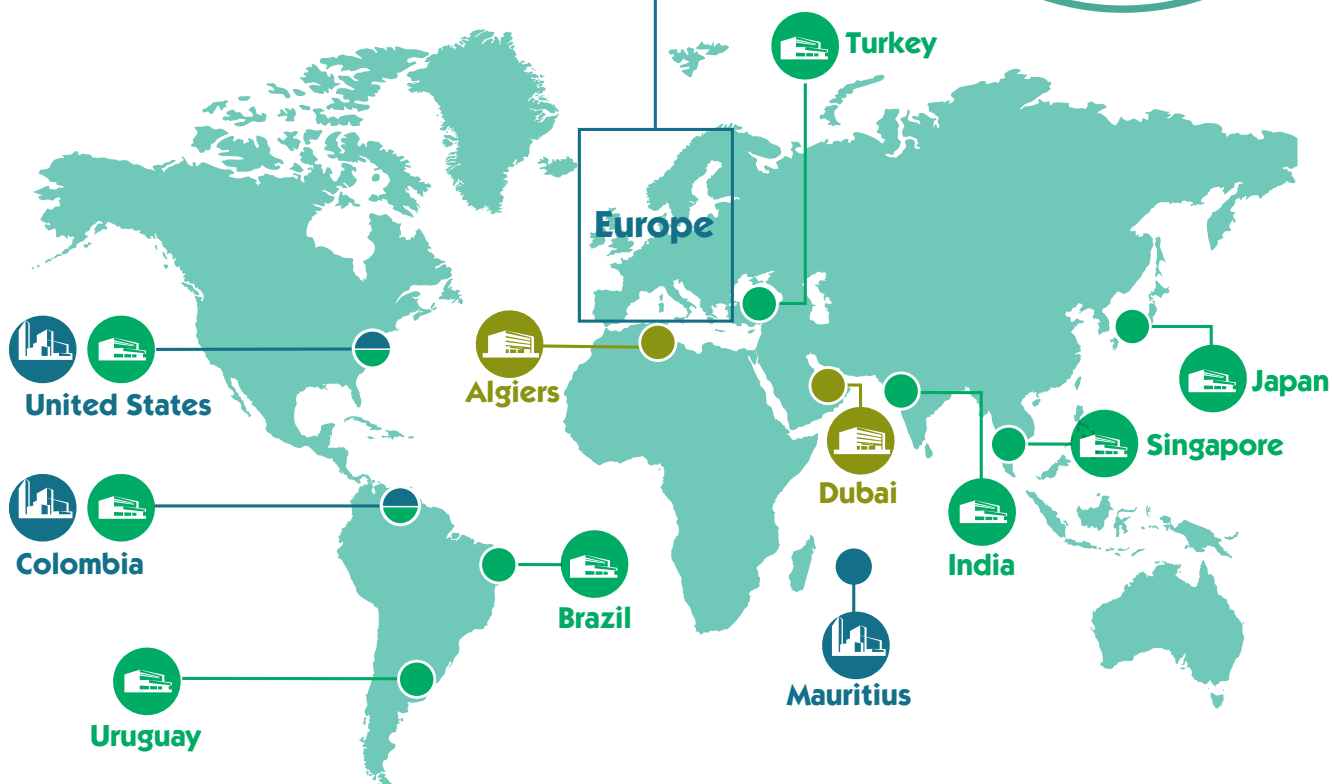 Turkey
Europe
United States
Algiers
Japan
Singapore
Dubai
Colombia
India
Brazil
Mauritius
Uruguay